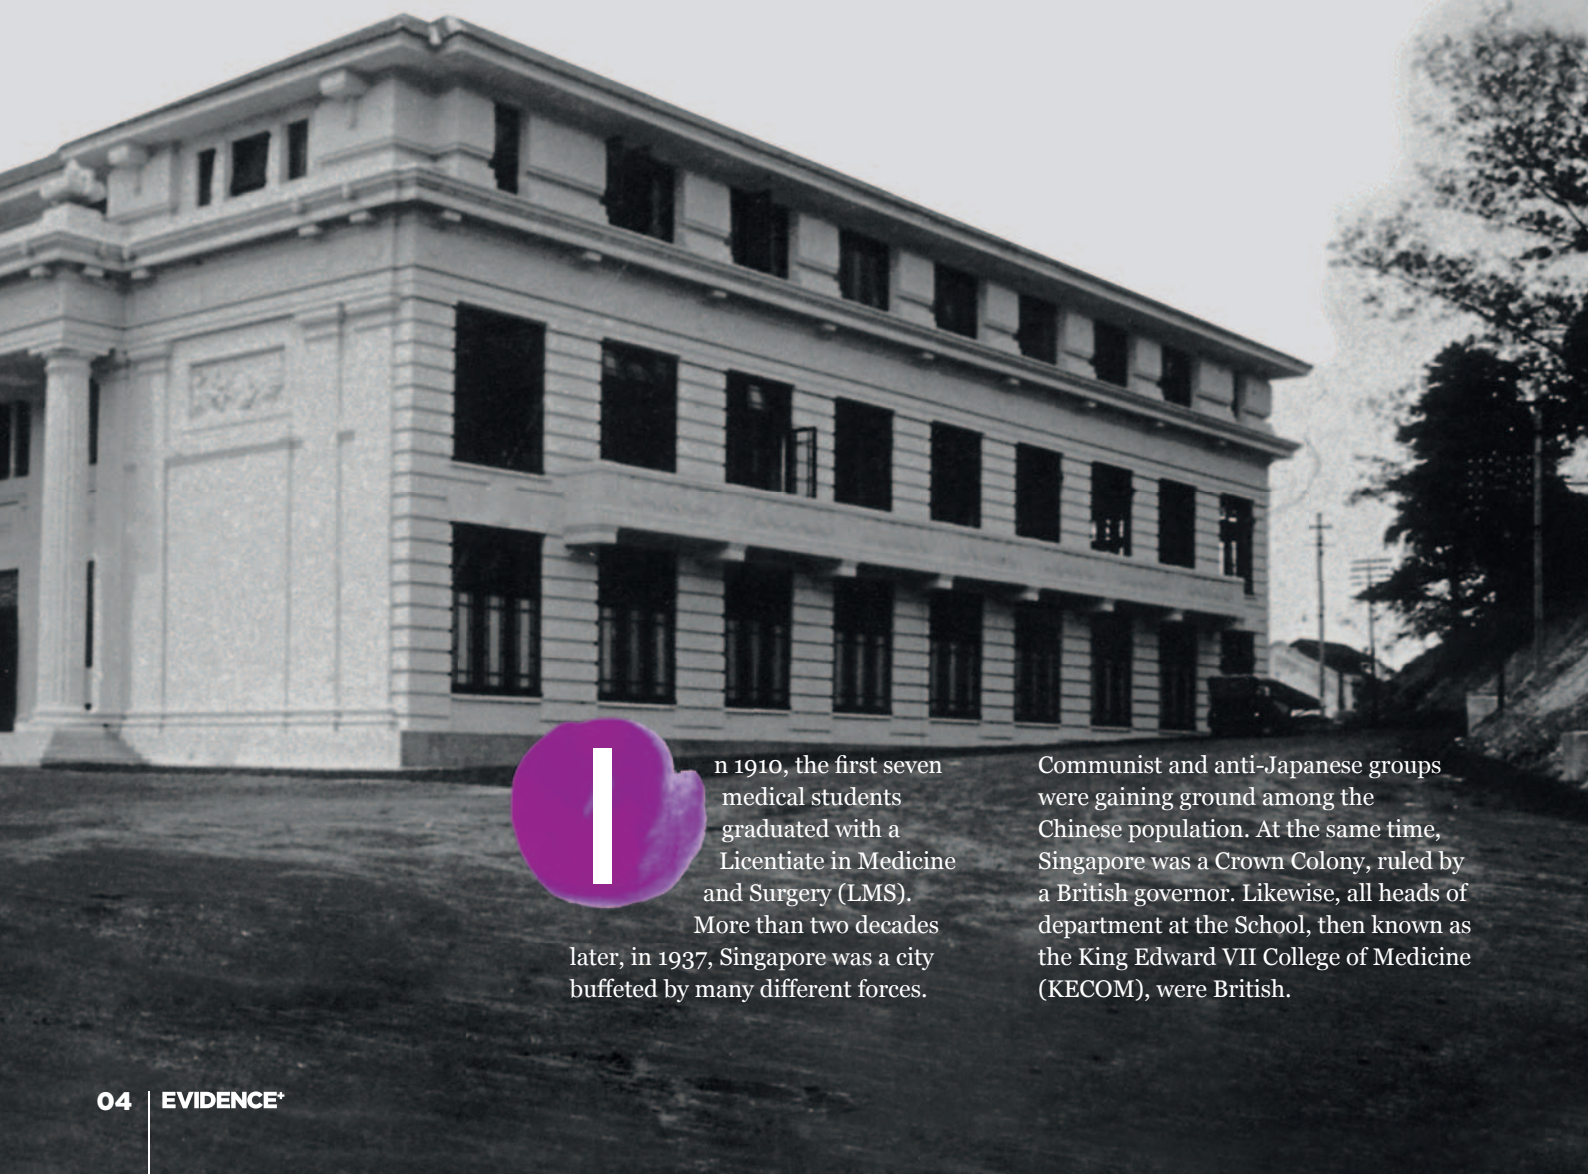 In 1910, the first seven
medical students
graduated with a
Licentiate in Medicine
and Surgery (LMS).
More than two decades
later, in 1937, Singapore was a city
buffeted by many different forces.
Communist and anti-Japanese groups
were gaining ground among the
Chinese population. At the same time,
Singapore was a Crown Colony, ruled by
a British governor. Likewise, all heads of
department at the School, then known as
the King Edward VII College of Medicine
(KECOM), were British.
04 EVIDENCE+